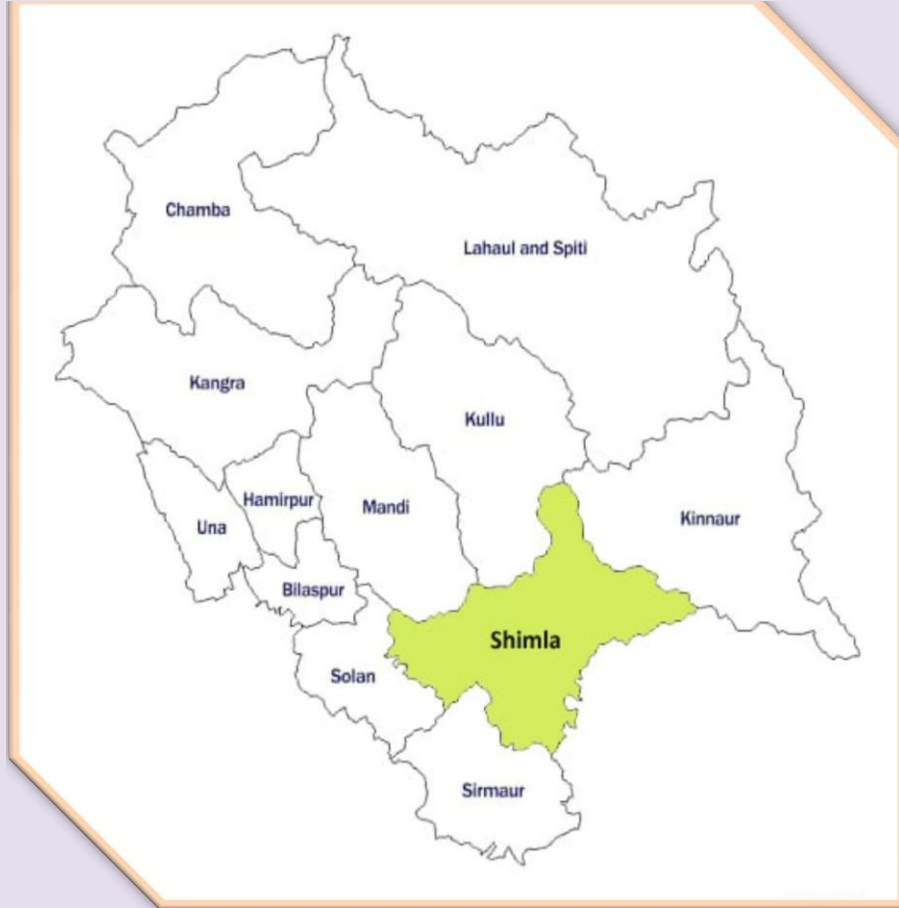 Chamba
Lahaul and Spiti
Kangra
Kullu
Hamirpur
Mandi
Una
Kinnaur
Bilaspur
Shimla
Solan
Sirmaur